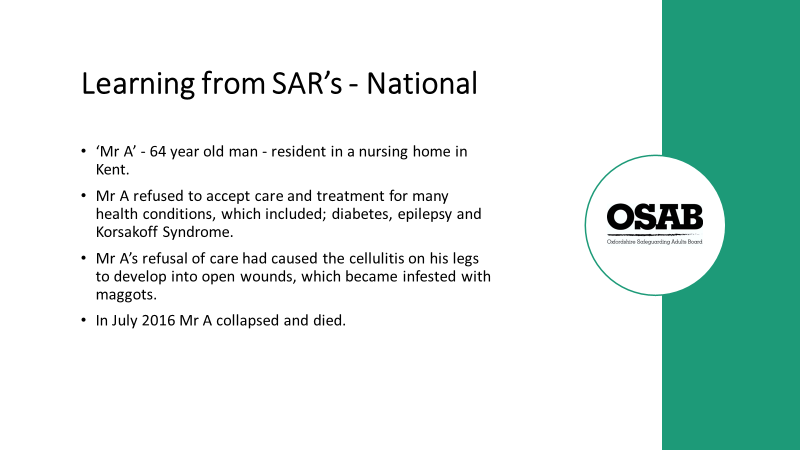 Learning from SAR’s - National
• ‘Mr A’ - 64 year old man - resident in a nursing home in
Kent.
• Mr A refused to accept care and treatment for many
health conditions, which included; diabetes, epilepsy and
Korsakoff Syndrome.
• Mr A’s refusal of care had caused the cellulitis on his legs
to develop into open wounds, which became infested with
maggots.
• In July 2016 Mr A collapsed and died.
OSAB
Oxfordshire Safeguarding Adults Board